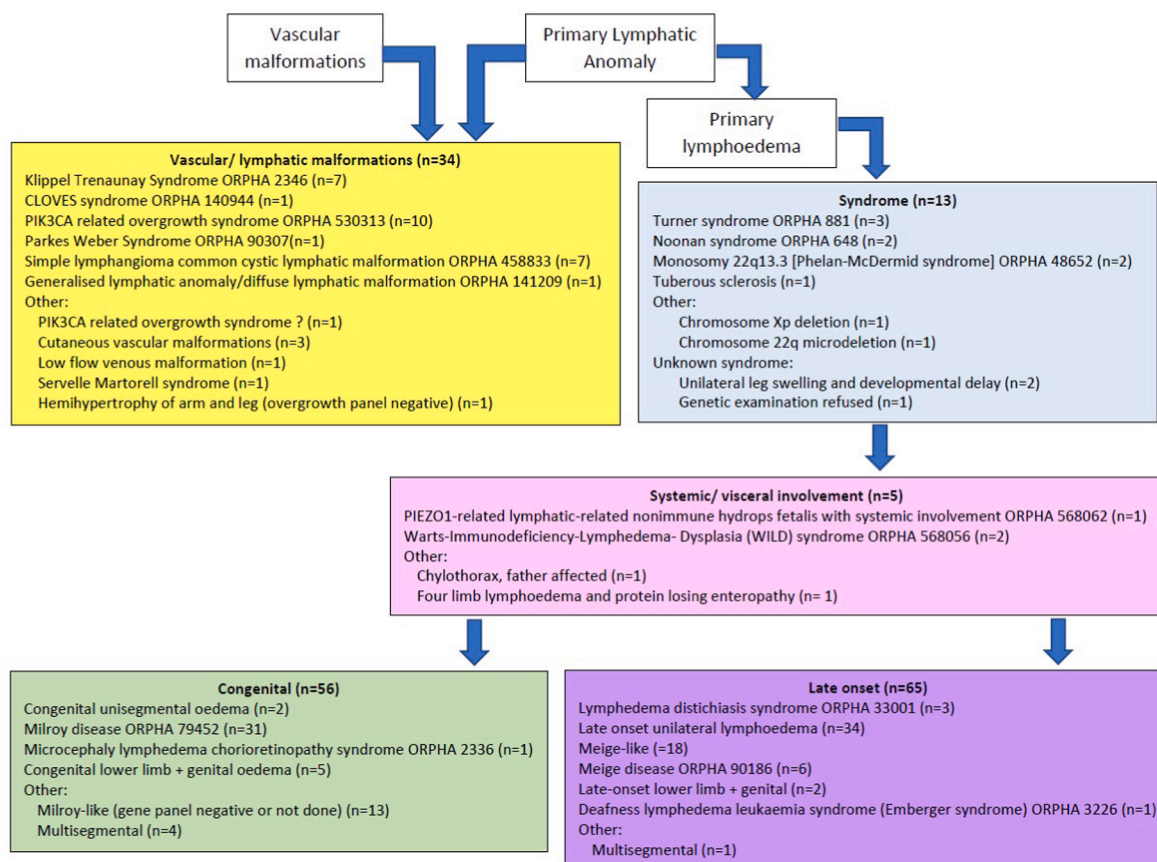 Vascular
malformations
Primary Lymphatic
Anomaly
Primary
lymphoedema
Vascular/ lymphatic malformations (n=34)
Klippel Trenaunay Syndrome ORPHA 2346 (n=7)
CLOVES syndrome ORPHA 140944 (n=1)
PIK3CA related overgrowth syndrome ORPHA 530313 (n=10)
Parkes Weber Syndrome ORPHA 90307(n=1)
Simple lymphangioma common cystic lymphatic malformation ORPHA 458833 (n=7)
Generalised lymphatic anomaly/diffuse lymphatic malformation ORPHA 141209 (n=1)
Other:
PIK3CA related overgrowth syndrome ? (n=1)
Cutaneous vascular malformations (n=3)
Low flow venous malformation (n=1)
Servelle Martorell syndrome (n=1)
Hemihypertrophy of arm and leg (overgrowth panel negative) (n=1)
Syndrome (n=13)
Turner syndrome ORPHA 881 (n=3)
Noonan syndrome ORPHA 648 (n=2)
Monosomy 22q13.3 [Phelan-McDermid syndrome] ORPHA 48652 (n=2)
Tuberous sclerosis (n=1)
Other:
Chromosome Xp deletion (n=1)
Chromosome 22q microdeletion (n=1)
Unknown syndrome:
Unilateral leg swelling and developmental delay (n=2)
Genetic examination refused (n=1)
Systemic/ visceral involvement (n=5)
PIEZO1-related lymphatic-related nonimmune hydrops fetalis with systemic involvement ORPHA 568062 (n=1)
Warts-Immunodeficiency-Lymphedema- Dysplasia (WILD) syndrome ORPHA 568056 (n=2)
Other:
Chylothorax, father affected (n=1)
Four limb lymphoedema and protein losing enteropathy (n= 1)
Congenital (n=56)
Congenital unisegmental oedema (n=2)
Milroy disease ORPHA 79452 (n=31)
Microcephaly lymphedema chorioretinopathy syndrome ORPHA 2336 (n=1)
Congenital lower limb + genital oedema (n=5)
Other:
Milroy-like (gene panel negative or not done) (n=13)
Multisegmental (n=4)
Late onset (n=65)
Lymphedema distichiasis syndrome ORPHA 33001 (n=3)
Late onset unilateral lymphoedema (n=34)
Meige-like (=18)
Meige disease ORPHA 90186 (n=6)
Late-onset lower limb + genital (n=2)
Deafness lymphedema leukaemia syndrome (Emberger syndrome) ORPHA 3226 (n=1)
Other:
Multisegmental (n=1)